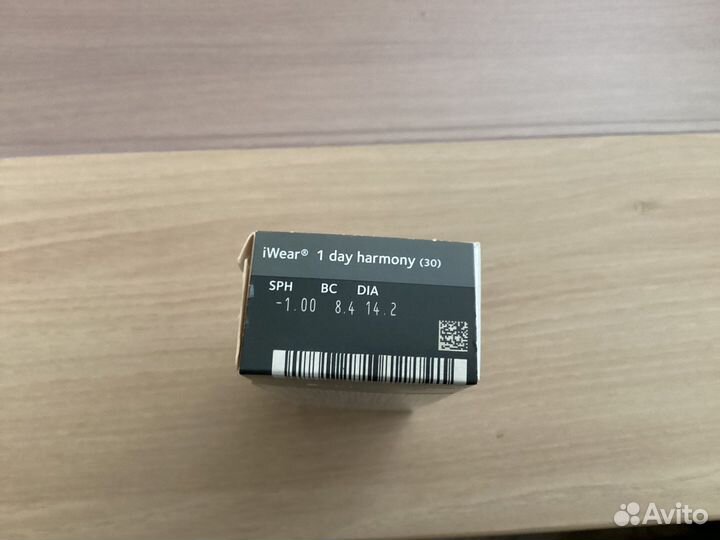 iWear® 1 day harmony (30)
SPH BC DIA
-1.00 8.4 14.2
Avito